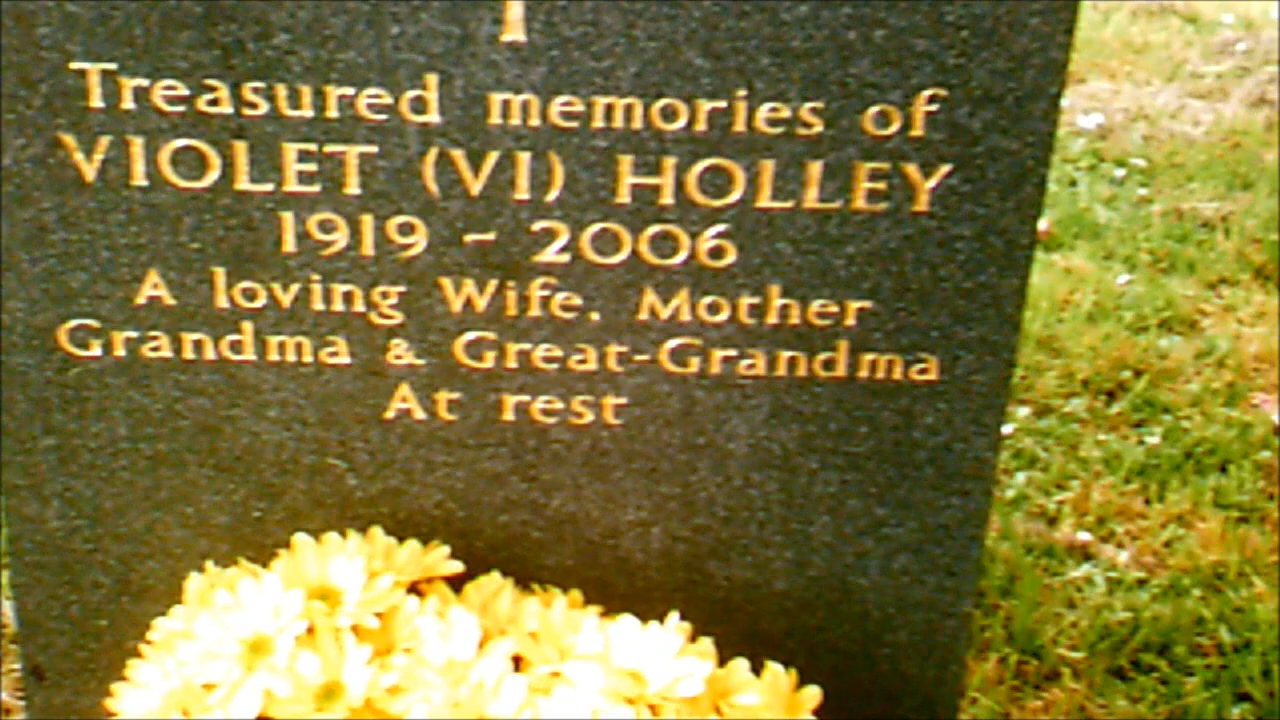 Treasured memories of
VIOLET (VI) HOLLEY
1919 - 2006
A loving Wife, Mother
Grandma & Great-Grandma
At rest